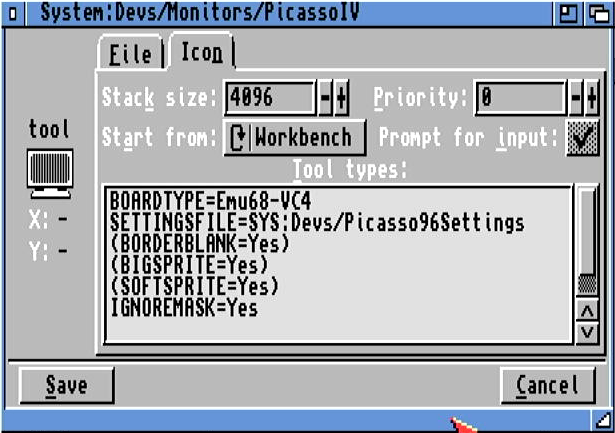 System:Devs/Monitors/PicassoIV
File Icon
Stack size: 4096 - + Priority: 0 - +
tool
Start from: Workbench Prompt for input:
Tool types:
X: -
Y: -
BOARDTYPE=Emu68-VC4
SETTINGSFILE=SYS:Devs/Picasso96Settings
(BORDERBLANK=Yes)
(BIGSPRITE=Yes)
(SOFTSPRITE=Yes)
IGNOREMASK=Yes
Save Cancel